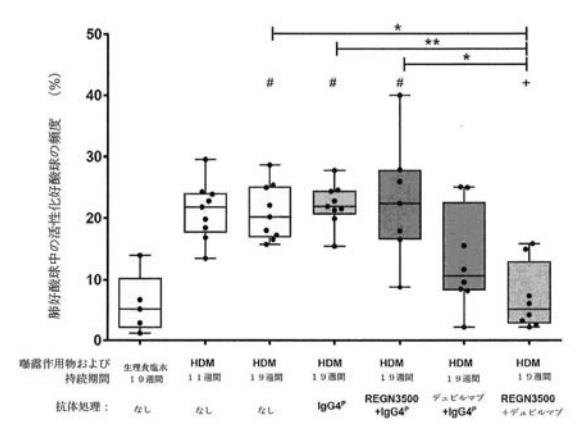 肺好酸球中の活性化好酸球の頻度 (%)
50
40
30
20
10
0
*
**
*
# # # +
曝露作用物および
持続期間
生理食塩水 HDM HDM HDM HDM HDM HDM
19週間 11週間 19週間 19週間 19週間 19週間 19週間
抗体処理：
なし なし なし IgG4ᴾ REGN3500 デュピルマブ REGN3500
+IgG4ᴾ +IgG4ᴾ +デュピルマブ